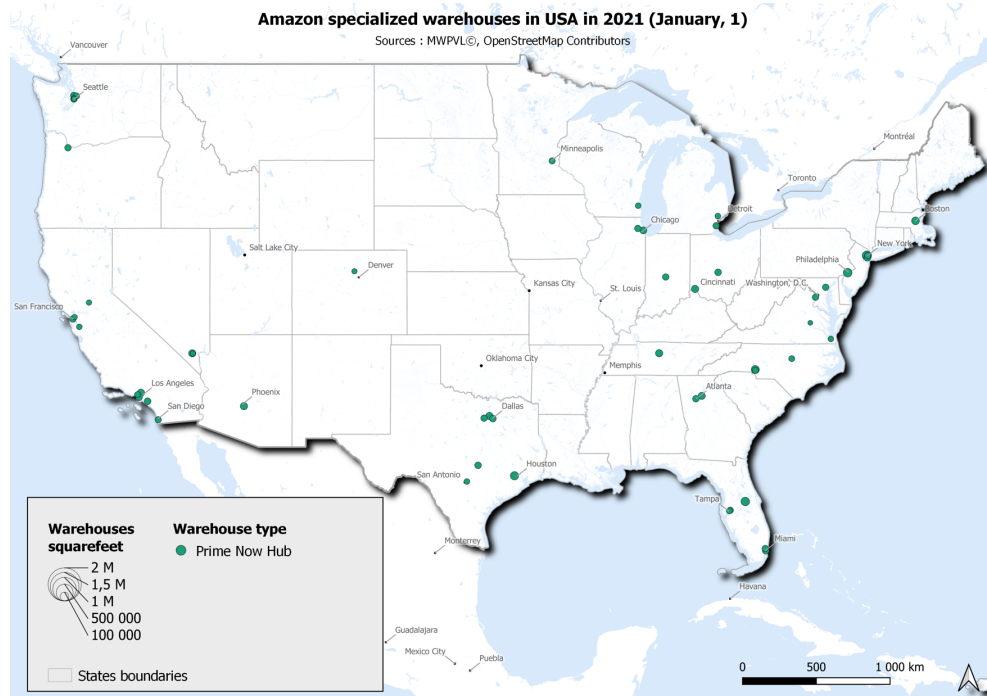 Amazon specialized warehouses in USA in 2021 (January, 1)
Sources : MWPVL©, OpenStreetMap Contributors
Vancouver
Seattle
Montréal
Minneapolis
Toronto
Detroit
Boston
Chicago
New York
Salt Lake City
Denver
Philadelphia
Kansas City
St. Louis
Cincinnati
Washington, D.C.
San Francisco
Oklahoma City
Memphis
Los Angeles
Phoenix
Atlanta
San Diego
Dallas
Houston
San Antonio
Tampa
Monterrey
Miami
Havana
Guadalajara
Mexico City
Puebla
Warehouses
squarefeet
2 M
1,5 M
1 M
500 000
100 000
Warehouse type
Prime Now Hub
States boundaries
0 500 1 000 km